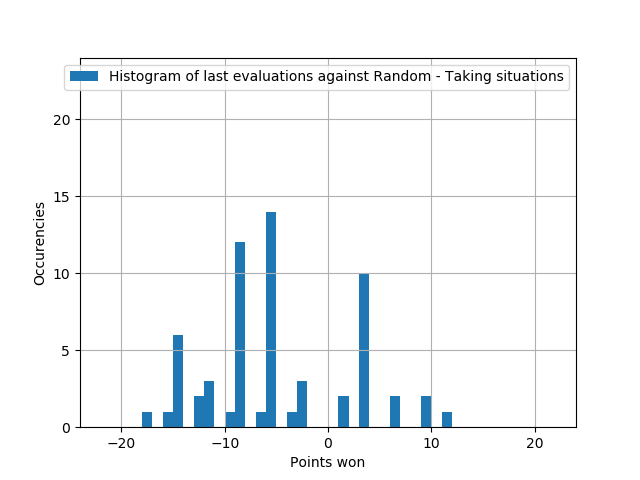 Histogram of last evaluations against Random - Taking situations
20
15
10
5
0
Occurencies
−20 −10 0 10 20
Points won